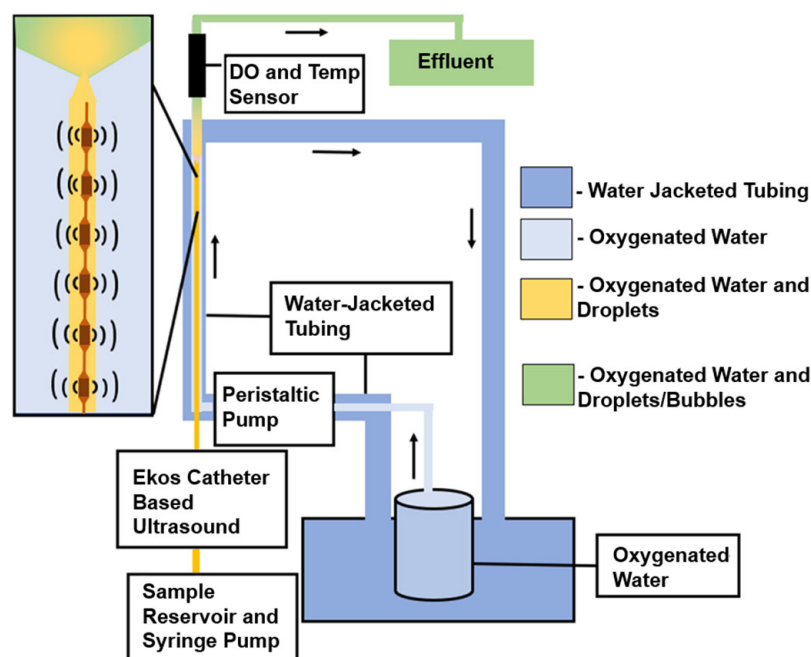 Effluent
DO and Temp
Sensor
- Water Jacketed Tubing
- Oxygenated Water
- Oxygenated Water and
Droplets
- Oxygenated Water and
Droplets/Bubbles
Water-Jacketed
Tubing
Peristaltic
Pump
Ekos Catheter
Based
Ultrasound
Oxygenated
Water
Sample
Reservoir and
Syringe Pump